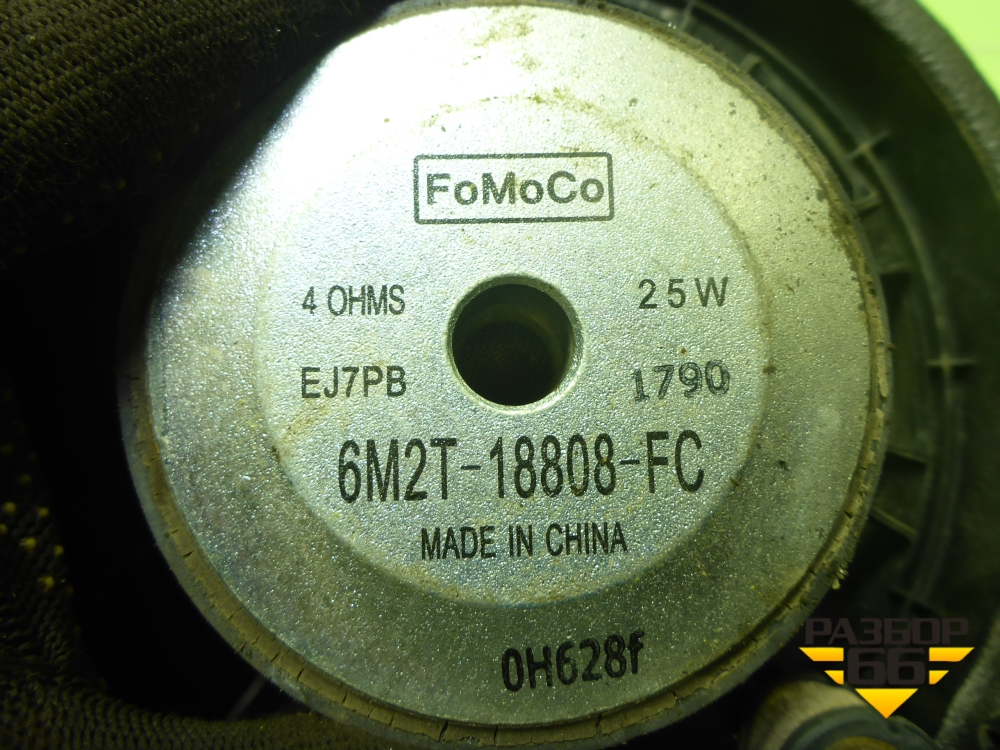 FoMoCo
4 OHMS 25W
EJ7PB 1790
6M2T-18808-FC
MADE IN CHINA
0H628f
РАЗБОР
66